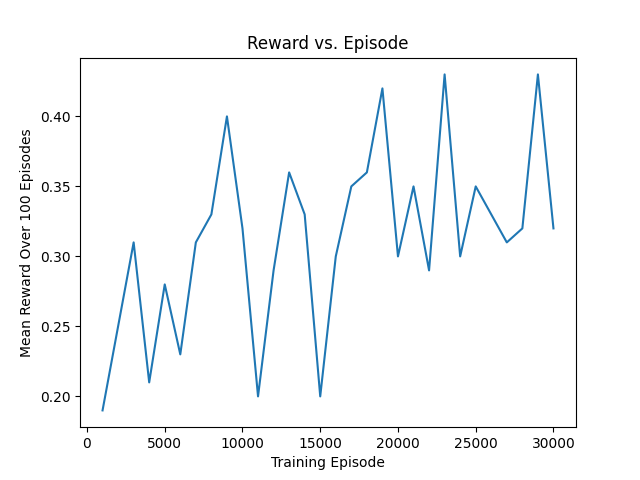 Reward vs. Episode
Mean Reward Over 100 Episodes
0.40
0.35
0.30
0.25
0.20
0 5000 10000 15000 20000 25000 30000
Training Episode